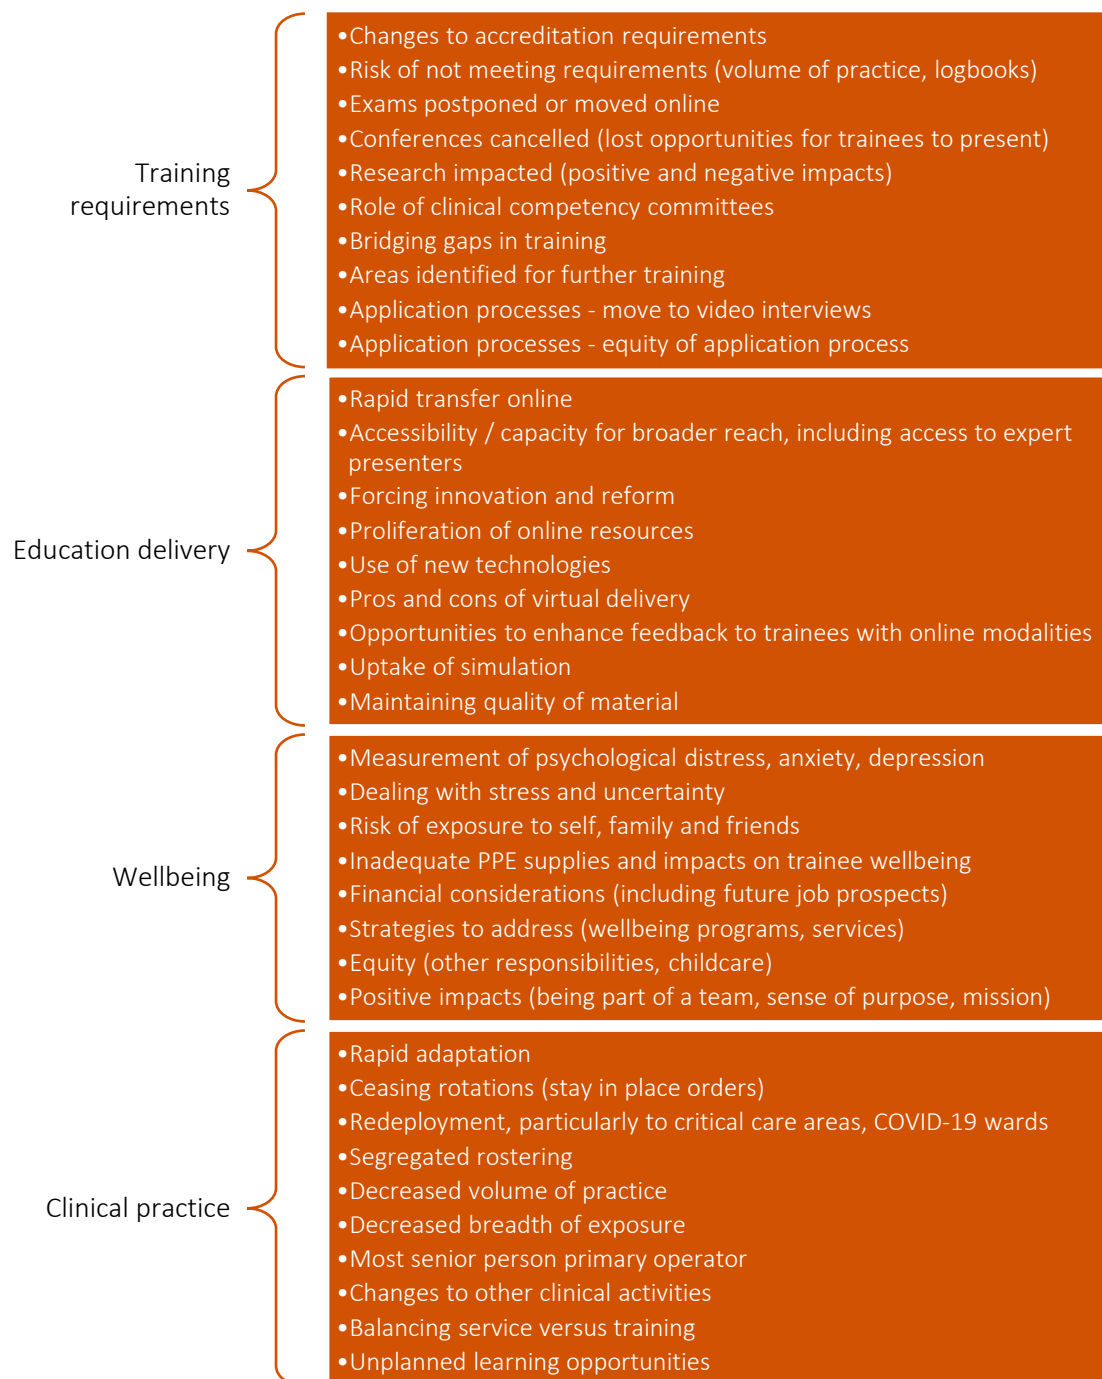 Training
requirements
•Changes to accreditation requirements
•Risk of not meeting requirements (volume of practice, logbooks)
•Exams postponed or moved online
•Conferences cancelled (lost opportunities for trainees to present)
•Research impacted (positive and negative impacts)
•Role of clinical competency committees
•Bridging gaps in training
•Areas identified for further training
•Application processes - move to video interviews
•Application processes - equity of application process
Education delivery
•Rapid transfer online
•Accessibility / capacity for broader reach, including access to expert
presenters
•Forcing innovation and reform
•Proliferation of online resources
•Use of new technologies
•Pros and cons of virtual delivery
•Opportunities to enhance feedback to trainees with online modalities
•Uptake of simulation
•Maintaining quality of material
Wellbeing
•Measurement of psychological distress, anxiety, depression
•Dealing with stress and uncertainty
•Risk of exposure to self, family and friends
•Inadequate PPE supplies and impacts on trainee wellbeing
•Financial considerations (including future job prospects)
•Strategies to address (wellbeing programs, services)
•Equity (other responsibilities, childcare)
•Positive impacts (being part of a team, sense of purpose, mission)
Clinical practice
•Rapid adaptation
•Ceasing rotations (stay in place orders)
•Redeployment, particularly to critical care areas, COVID-19 wards
•Segregated rostering
•Decreased volume of practice
•Decreased breadth of exposure
•Most senior person primary operator
•Changes to other clinical activities
•Balancing service versus training
•Unplanned learning opportunities